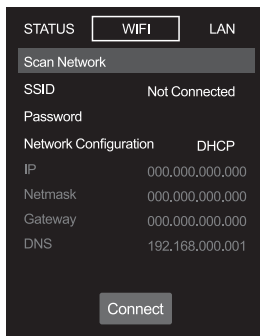 STATUS WIFI LAN
Scan Network
SSID Not Connected
Password
Network Configuration DHCP
IP 000.000.000.000
Netmask 000.000.000.000
Gateway 000.000.000.000
DNS 192.168.000.001
Connect